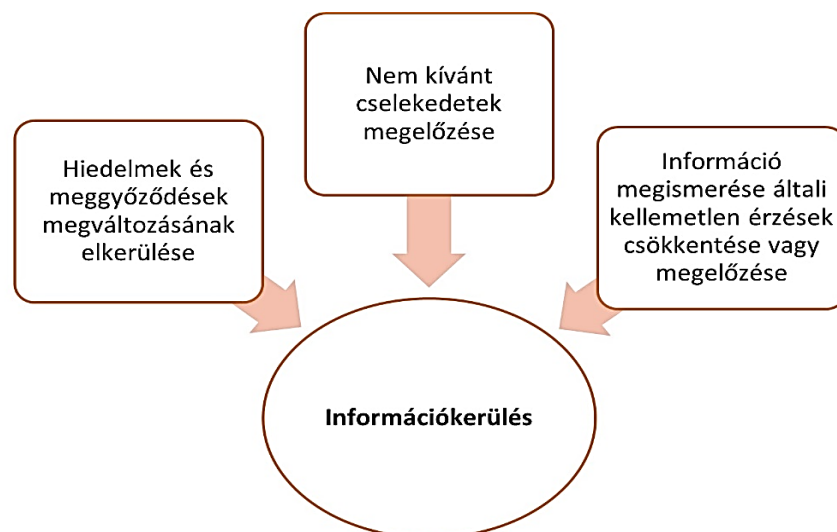 Hiedelmek és
meggyőződések
megváltozásának
elkerülése
Nem kívánt
cselekedetek
megelőzése
Információ
megismerése általi
kellemetlen érzések
csökkentése vagy
megelőzése
Információkerülés